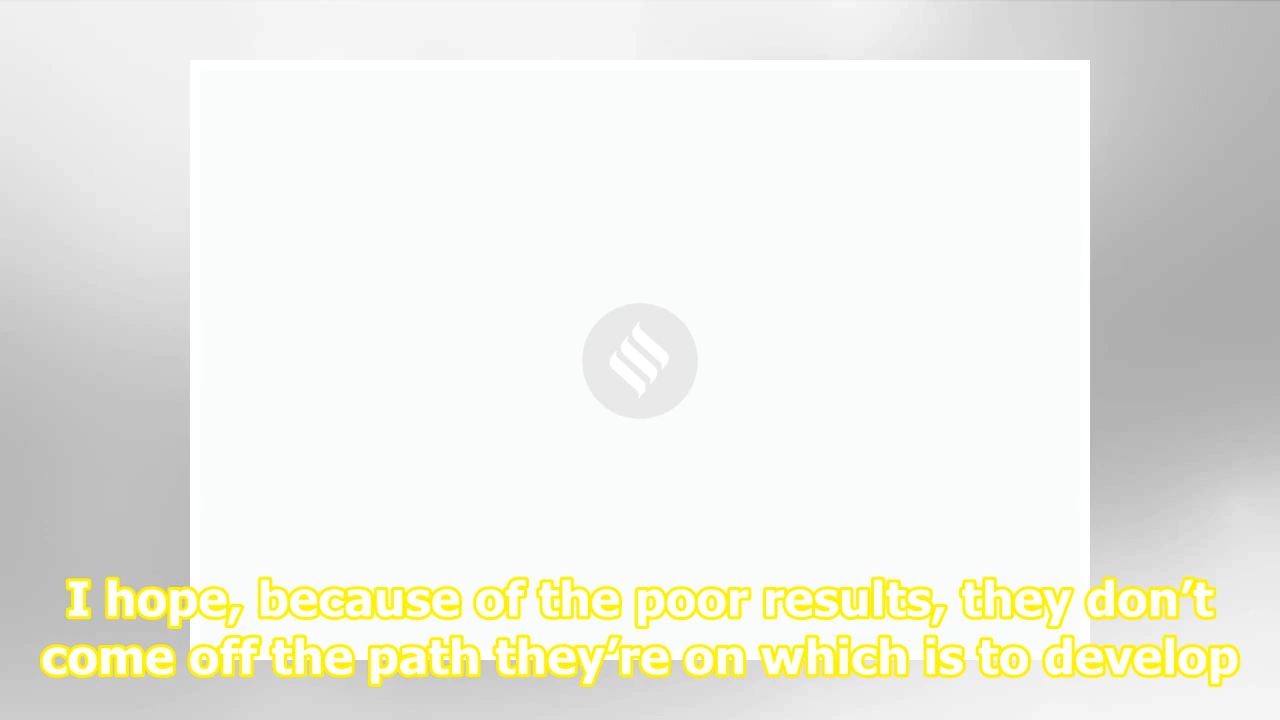 I hope, because of the poor results, they don’t
come off the path they’re on which is to develop